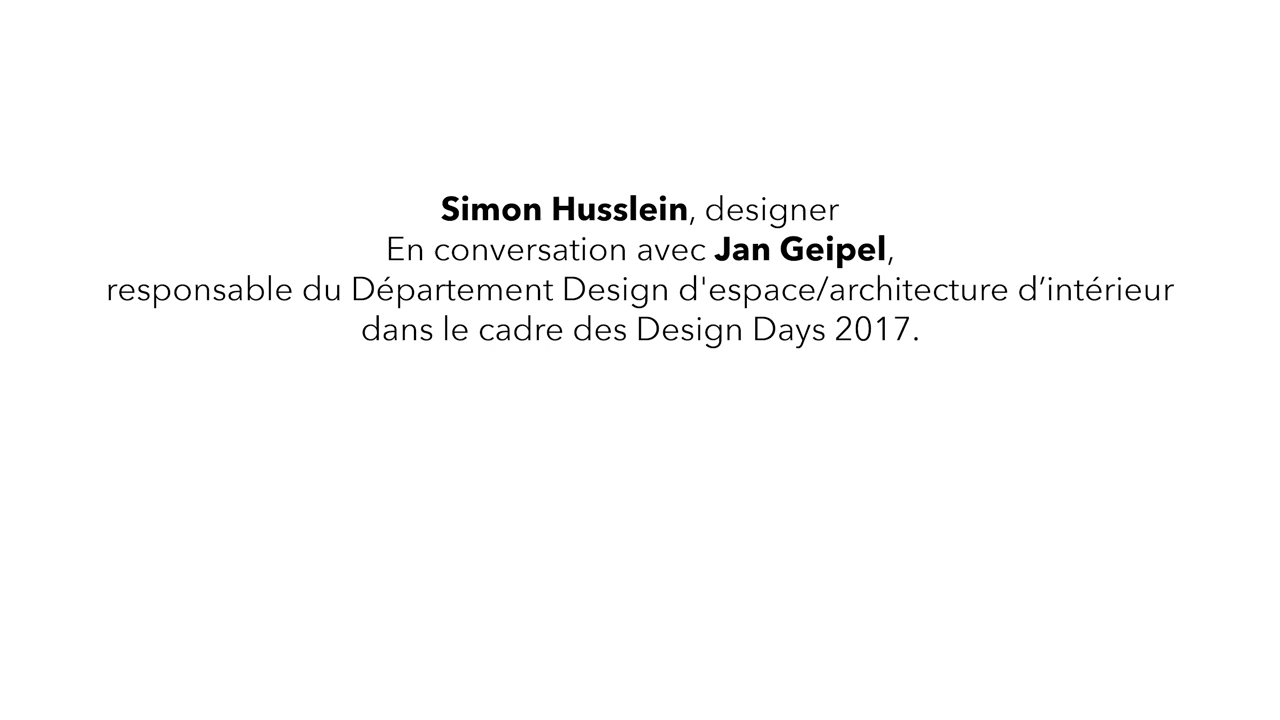 Simon Husslein, designer
En conversation avec Jan Geipel,
responsable du Département Design d'espace/architecture d’intérieur
dans le cadre des Design Days 2017.